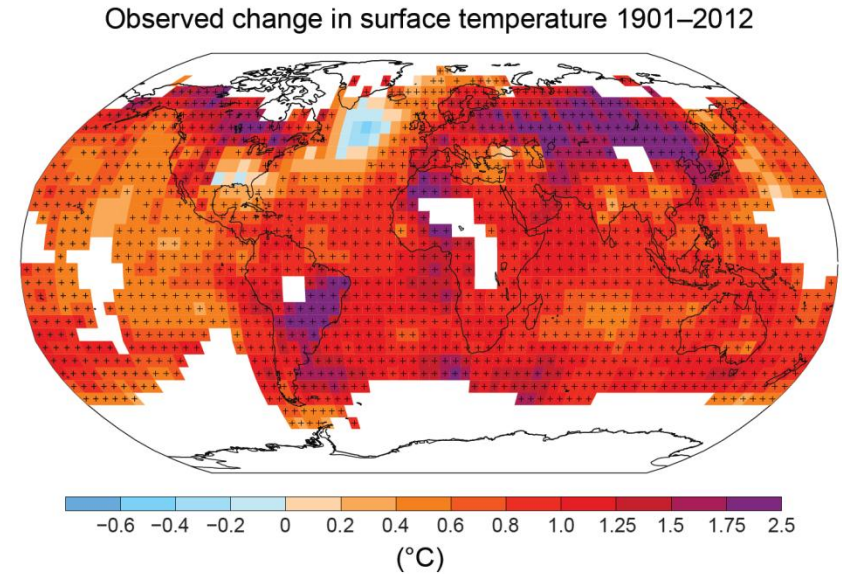 Observed change in surface temperature 1901–2012
−0.6 −0.4 −0.2 0 0.2 0.4 0.6 0.8 1.0 1.25 1.5 1.75 2.5
(°C)